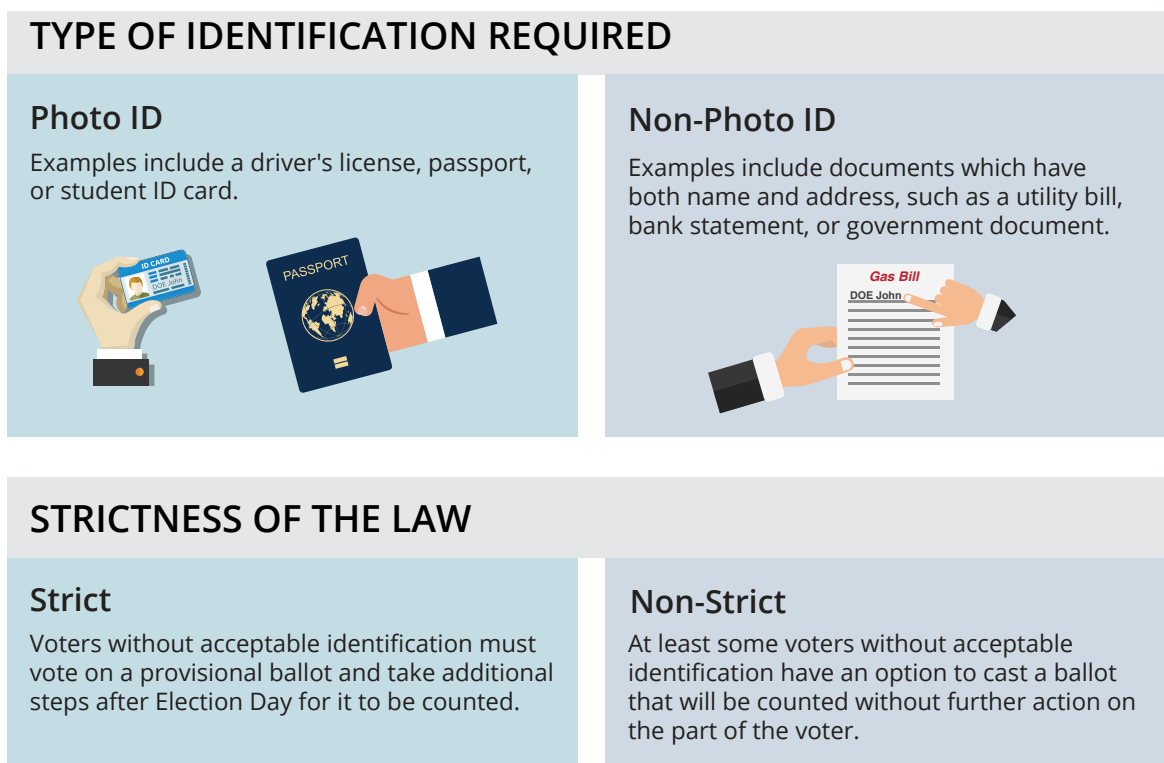 TYPE OF IDENTIFICATION REQUIRED
Photo ID
Examples include a driver's license, passport,
or student ID card.
ID CARD
DOE John
PASSPORT
Non-Photo ID
Examples include documents which have
both name and address, such as a utility bill,
bank statement, or government document.
Gas Bill
DOE John
STRICTNESS OF THE LAW
Strict
Voters without acceptable identification must
vote on a provisional ballot and take additional
steps after Election Day for it to be counted.
Non-Strict
At least some voters without acceptable
identification have an option to cast a ballot
that will be counted without further action on
the part of the voter.